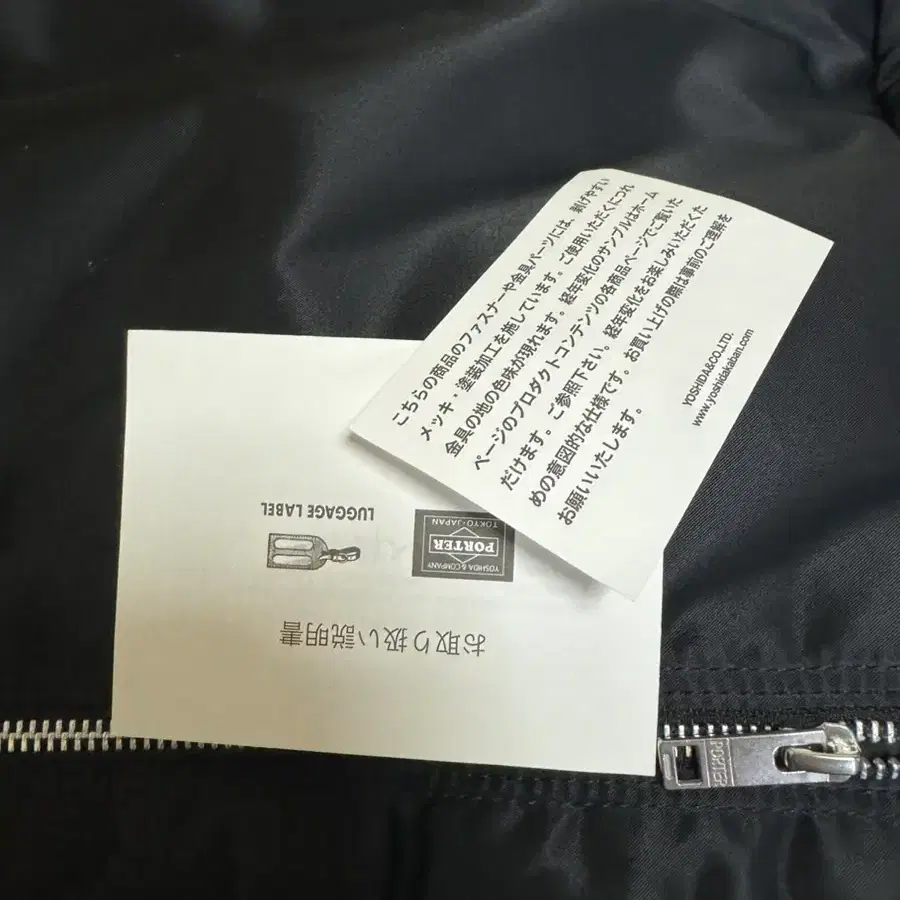 こちらの商品のファスナーや金具パーツには、剥げやすい
メッキ・塗装加工を施しています。ご使用いただくにつれ
金具の地の色味が現れます。経年変化のサンプルはホーム
ページのプロダクトコンテンツの各商品ページでご覧いた
だけます。ご参照下さい。経年変化をお楽しみいただくた
めの意図的な仕様です。お買い上げの際は事前のご理解を
お願いいたします。
YOSHIDA&CO.,LTD.
www.yoshidakaban.com
お取り扱い説明書
YOSHIDA & COMPANY
PORTER
TOKYO-JAPAN
LUGGAGE LABEL
PORTER